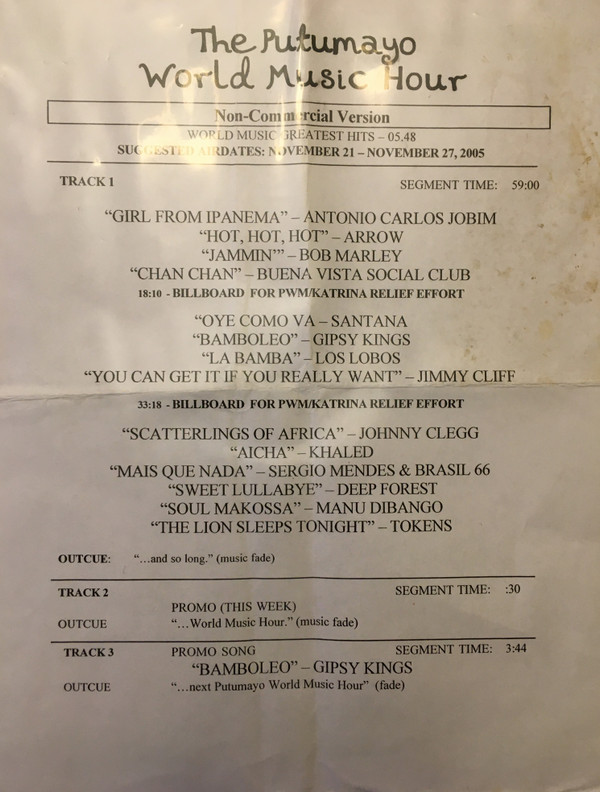 The Putumayo
World Music Hour
Non-Commercial Version
WORLD MUSIC GREATEST HITS – 05.48
SUGGESTED AIRDATES: NOVEMBER 21 – NOVEMBER 27, 2005
TRACK 1 SEGMENT TIME: 59:00
“GIRL FROM IPANEMA” – ANTONIO CARLOS JOBIM
“HOT, HOT, HOT” – ARROW
“JAMMIN’” – BOB MARLEY
“CHAN CHAN” – BUENA VISTA SOCIAL CLUB
18:10 - BILLBOARD FOR PWM/KATRINA RELIEF EFFORT
“OYE COMO VA – SANTANA
“BAMBOLEO” – GIPSY KINGS
“LA BAMBA” – LOS LOBOS
“YOU CAN GET IT IF YOU REALLY WANT” – JIMMY CLIFF
33:18 - BILLBOARD FOR PWM/KATRINA RELIEF EFFORT
“SCATTERLINGS OF AFRICA” – JOHNNY CLEGG
“AICHA” – KHALED
“MAIS QUE NADA” – SERGIO MENDES & BRASIL 66
“SWEET LULLABYE” – DEEP FOREST
“SOUL MAKOSSA” – MANU DIBANGO
“THE LION SLEEPS TONIGHT” – TOKENS
OUTCUE: “…and so long.” (music fade)
TRACK 2 SEGMENT TIME: :30
PROMO (THIS WEEK)
OUTCUE “…World Music Hour.” (music fade)
TRACK 3 PROMO SONG SEGMENT TIME: 3:44
“BAMBOLEO” – GIPSY KINGS
OUTCUE “…next Putumayo World Music Hour” (fade)